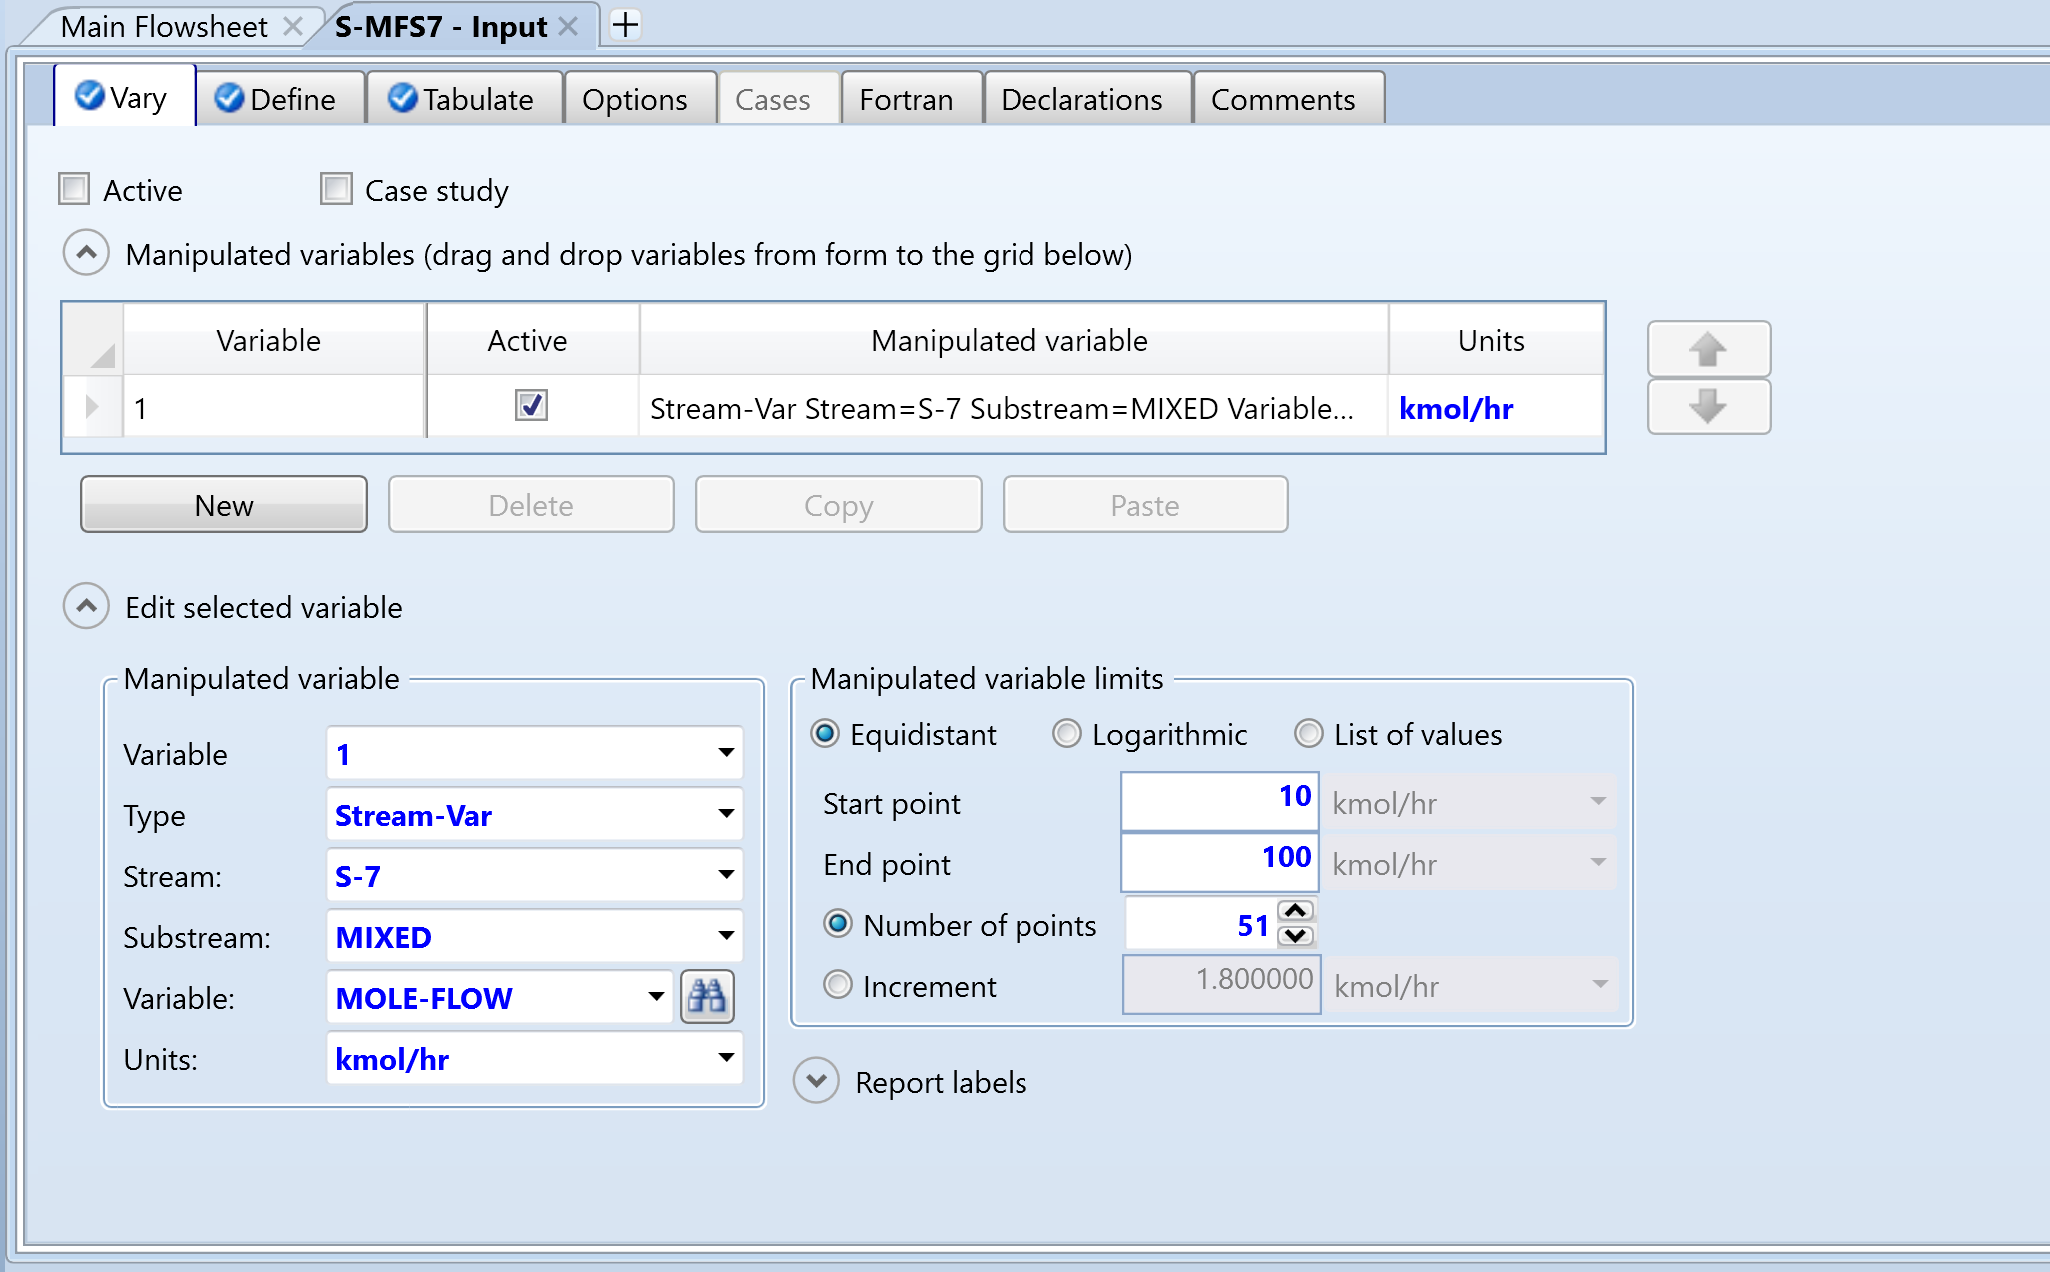 Main Flowsheet
S-MFS7 - Input
Vary
Define
Tabulate
Options
Cases
Fortran
Declarations
Comments
Active
Case study
Manipulated variables (drag and drop variables from form to the grid below)
Variable
Active
Manipulated variable
Units
1
Stream-Var Stream=S-7 Substream=MIXED Variable...
kmol/hr
New
Delete
Copy
Paste
Edit selected variable
Manipulated variable
Variable
1
Type
Stream-Var
Stream:
S-7
Substream:
MIXED
Variable:
MOLE-FLOW
Units:
kmol/hr
Manipulated variable limits
Equidistant
Logarithmic
List of values
Start point
10
kmol/hr
End point
100
kmol/hr
Number of points
51
Increment
1.800000
kmol/hr
Report labels